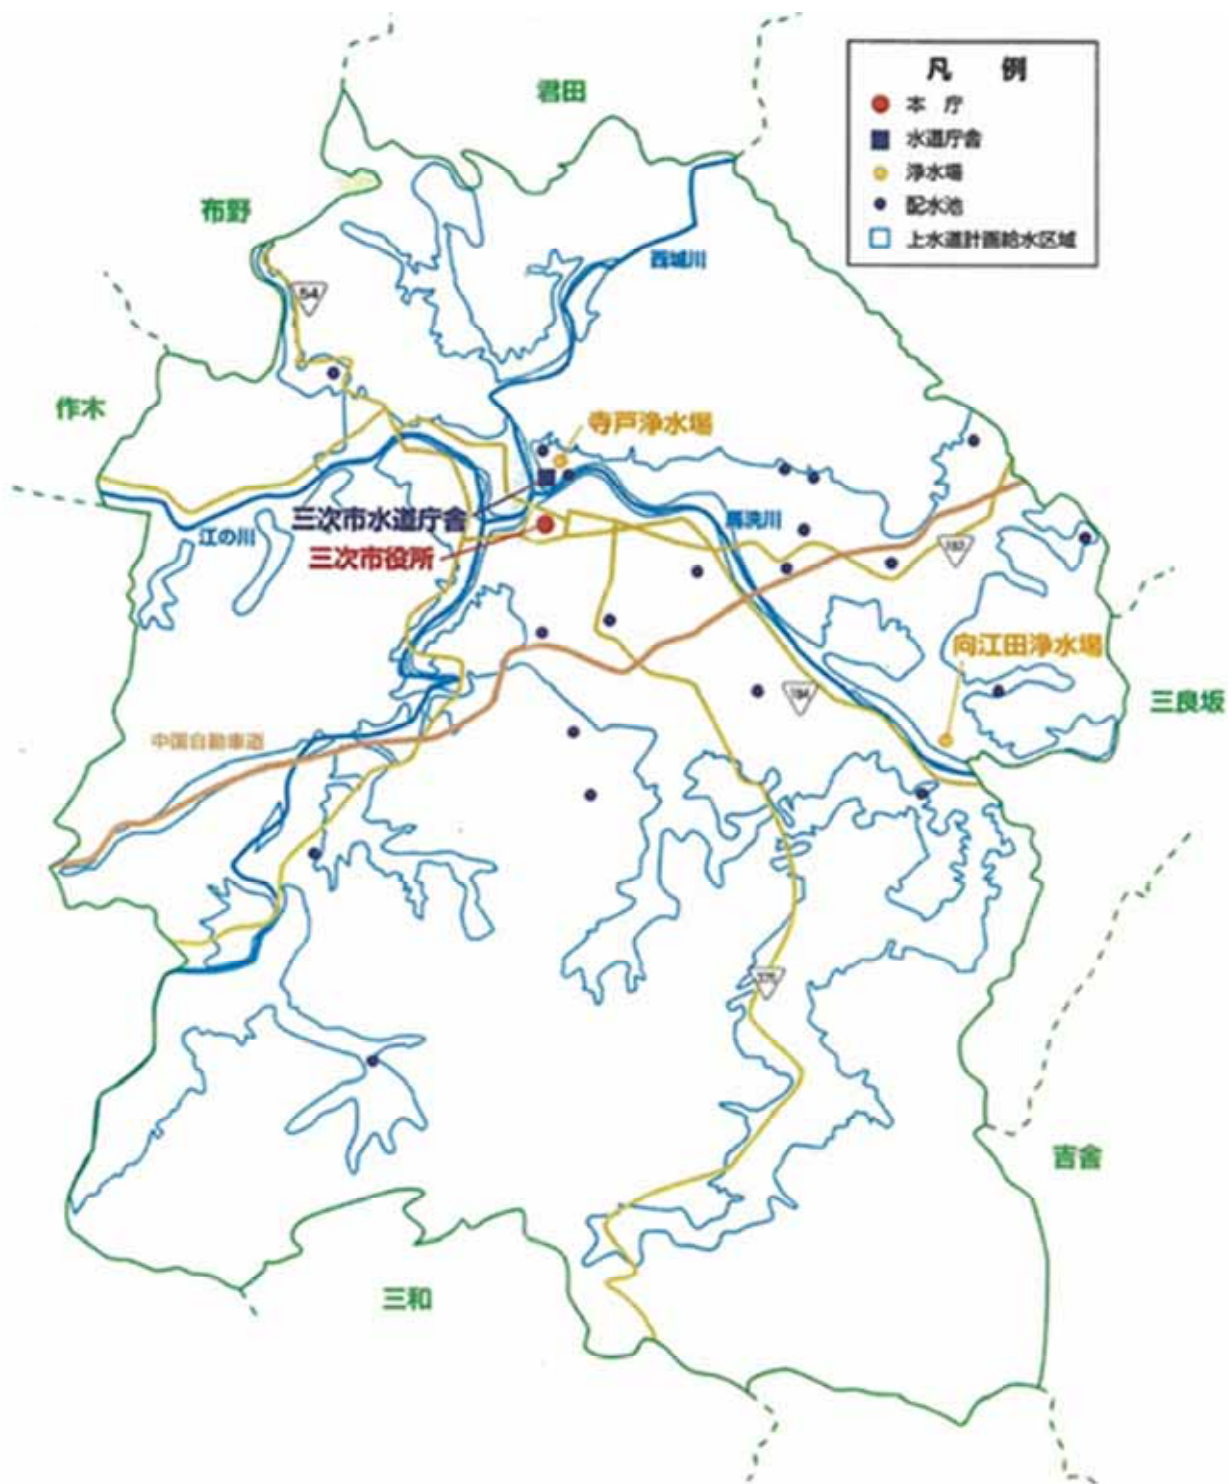 凡 例
本 庁
水道庁舎
浄水場
配水池
上水道計画給水区域
君田
布野
西城川
54
作木
寺戸浄水場
三次市水道庁舎
江の川
馬洗川
三次市役所
向江田浄水場
184
三良坂
中国自動車道
375
吉舎
三和